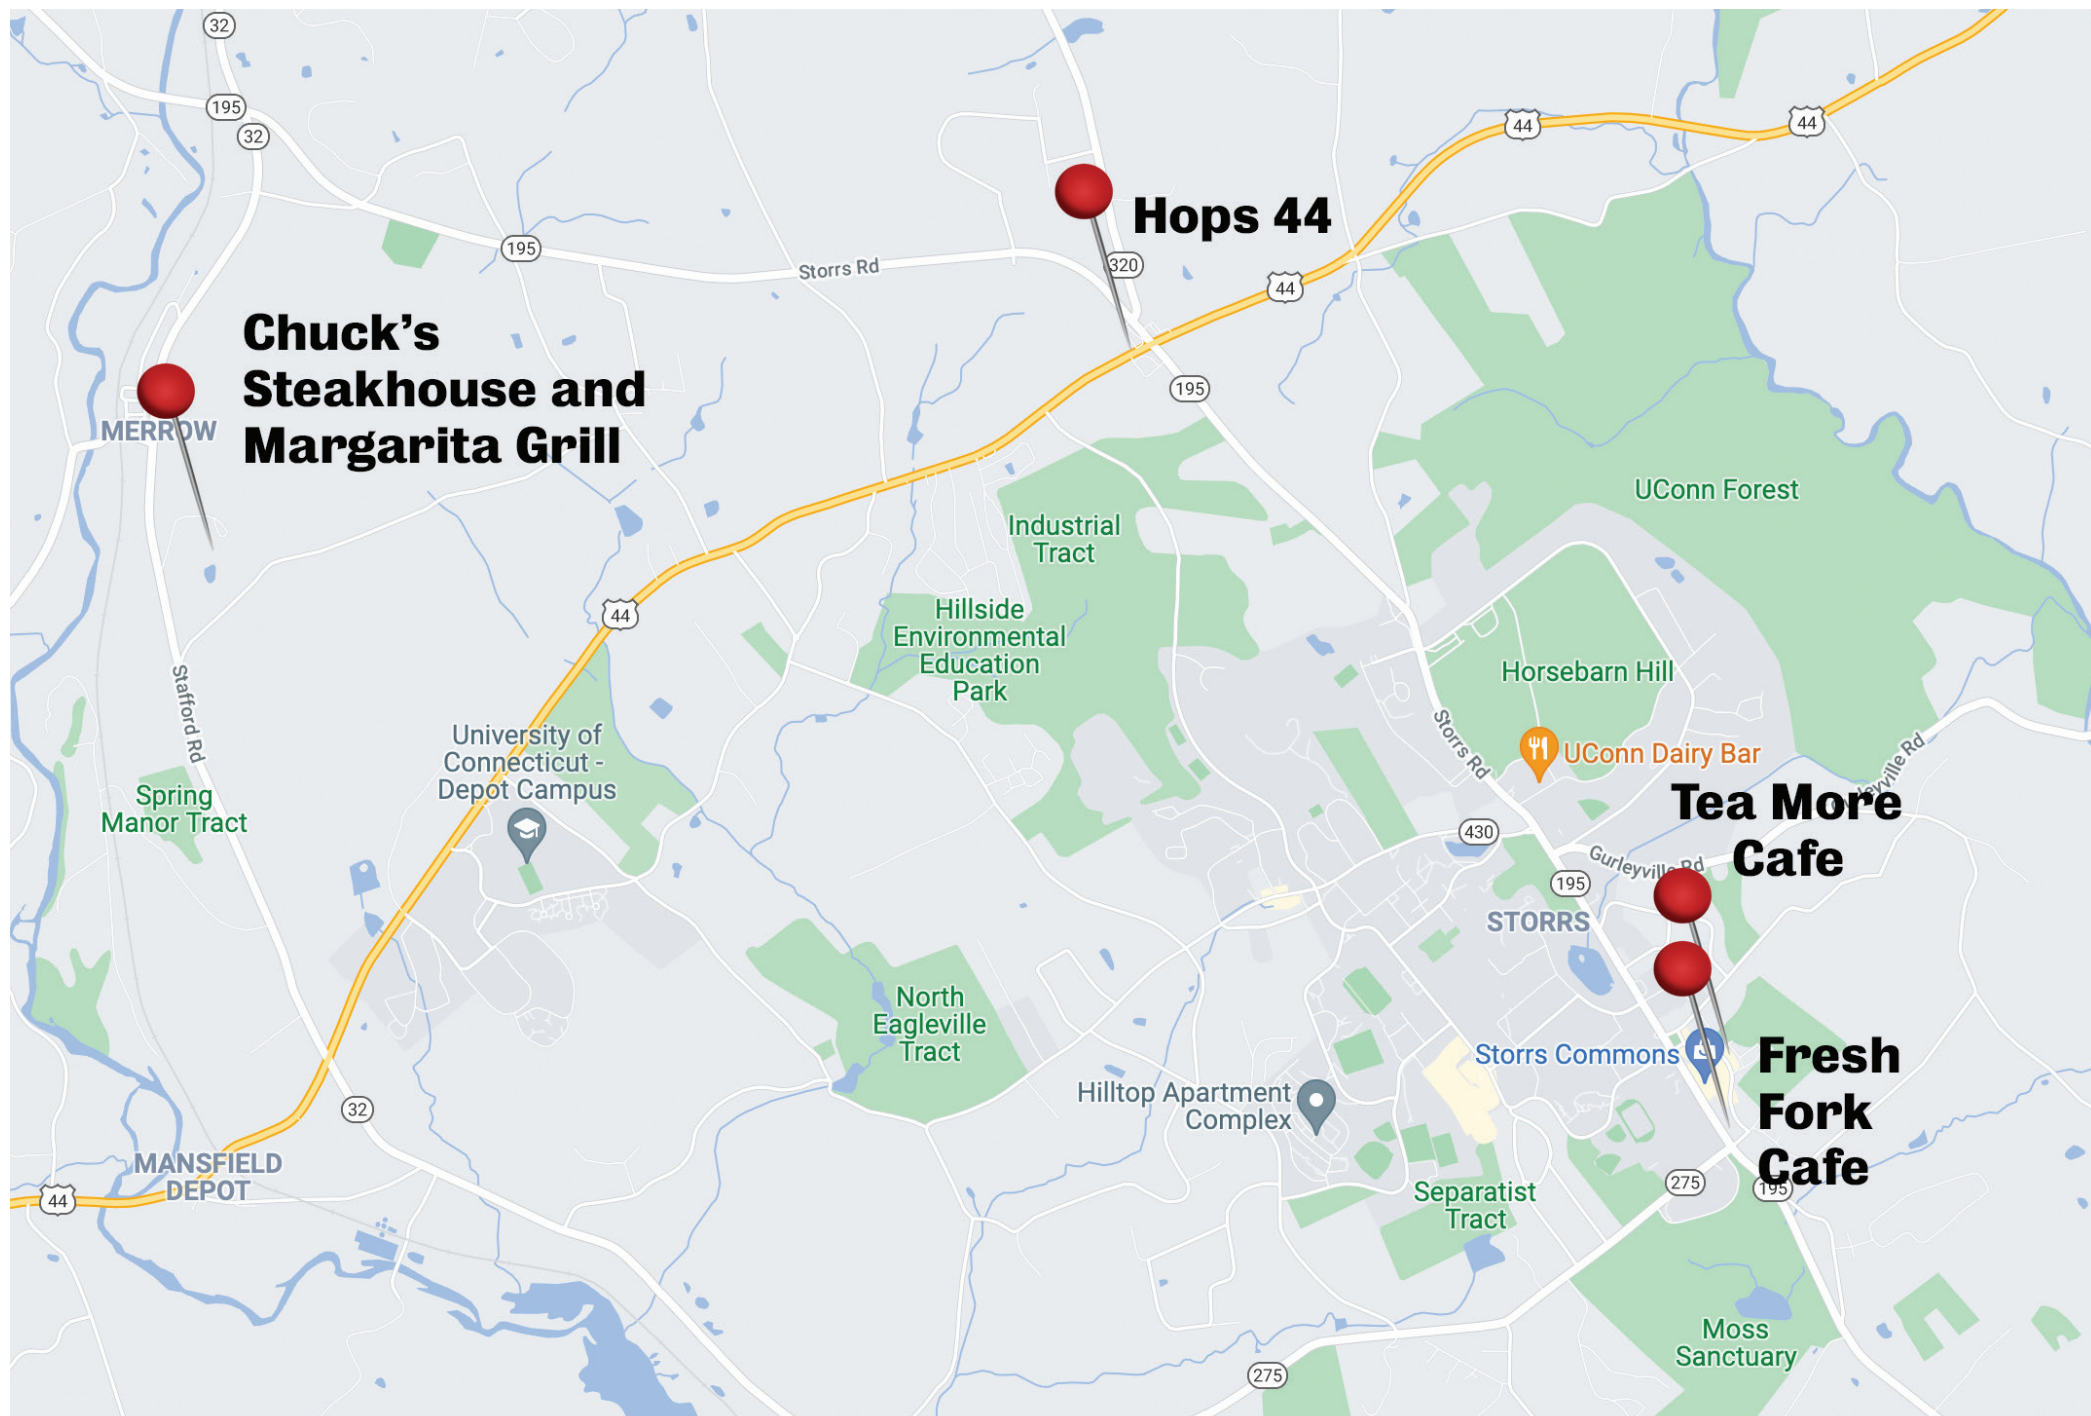 32
195
32
195
Storrs Rd
320
44
44
44
195
Hops 44
Chuck's
Steakhouse and
Margarita Grill
MERROW
UConn Forest
Industrial
Tract
Hillside
Environmental
Education
Park
44
Horsebarn Hill
Stafford Rd
Storrs Rd
University of
Connecticut -
Depot Campus
UConn Dairy Bar
Gurleyville Rd
Spring
Manor Tract
Tea More
Cafe
430
Gurleyville Rd
195
STORRS
North
Eagleville
Tract
Storrs Commons
Fresh
Fork
Cafe
Hilltop Apartment
Complex
32
MANSFIELD
DEPOT
44
275
195
Separatist
Tract
Moss
Sanctuary
275